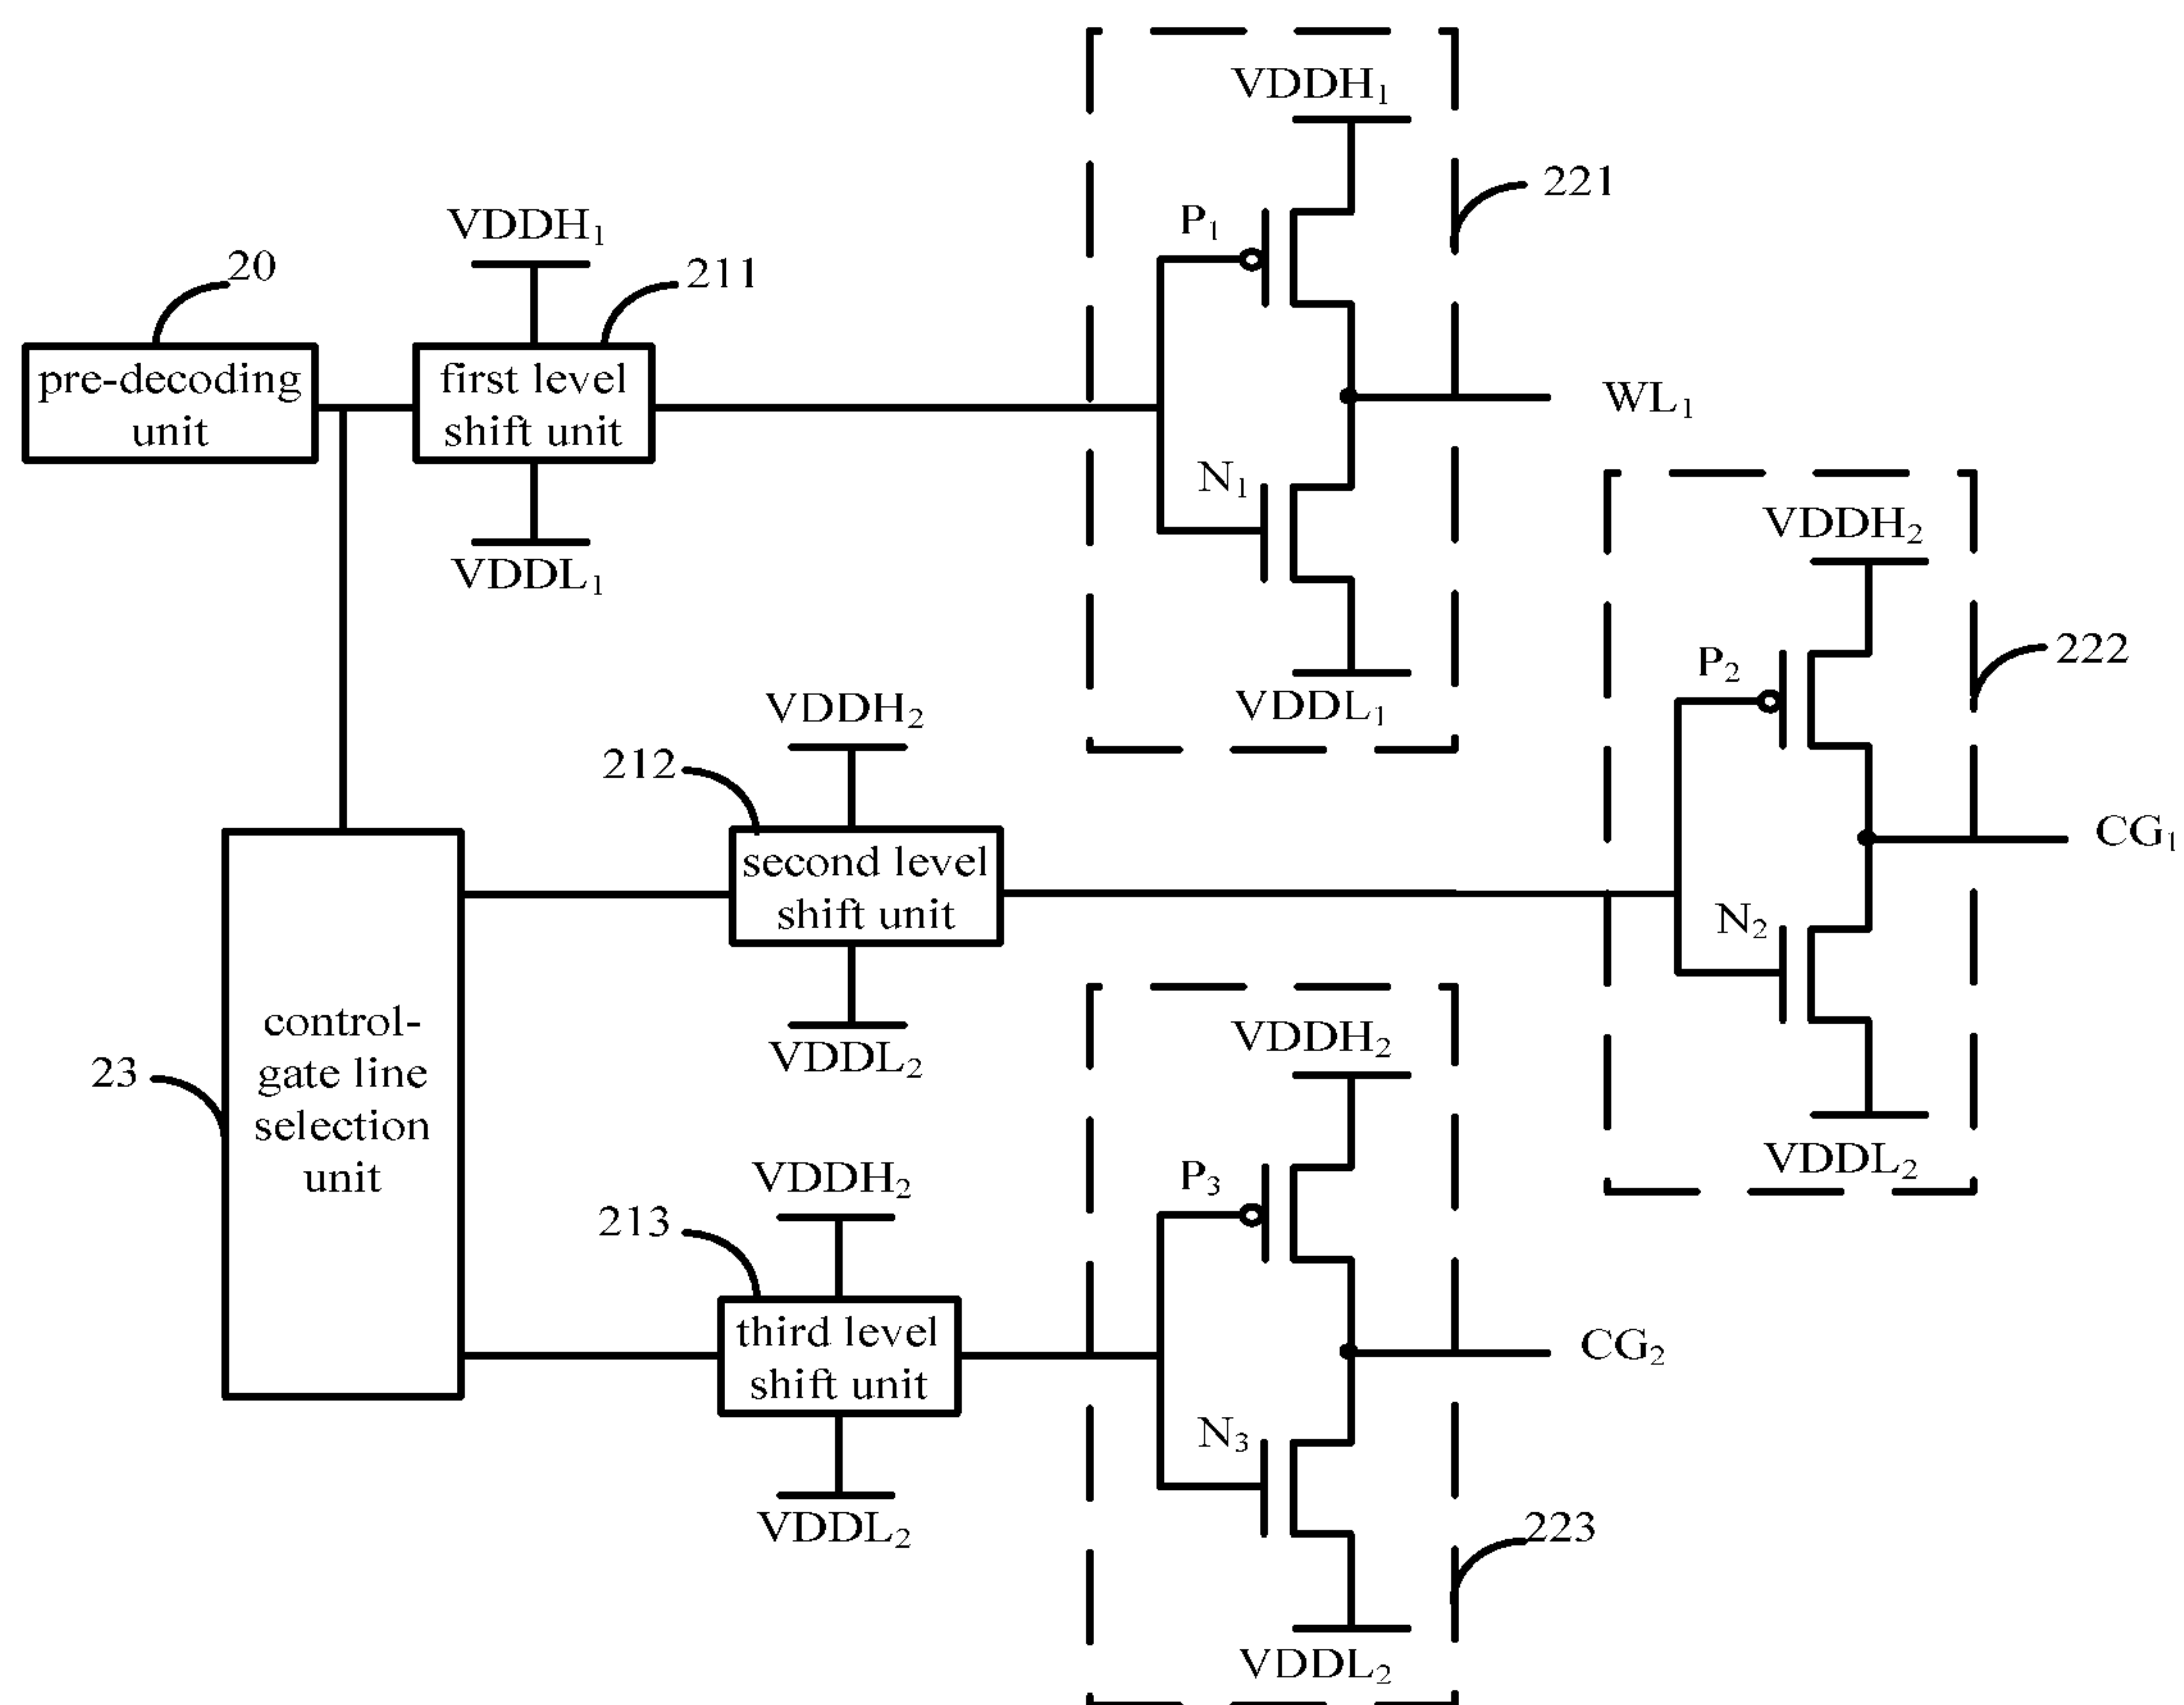 VDDH₁
221
P₁
VDDH₁
20
211
pre-decoding
unit
first level
shift unit
WL₁
N₁
VDDL₁
VDDL₁
VDDH₂
222
P₂
VDDH₂
212
second level
shift unit
CG₁
N₂
VDDL₂
VDDL₂
control-
gate line
selection
unit
23
VDDH₂
P₃
VDDH₂
213
third level
shift unit
CG₂
N₃
VDDL₂
223
VDDL₂